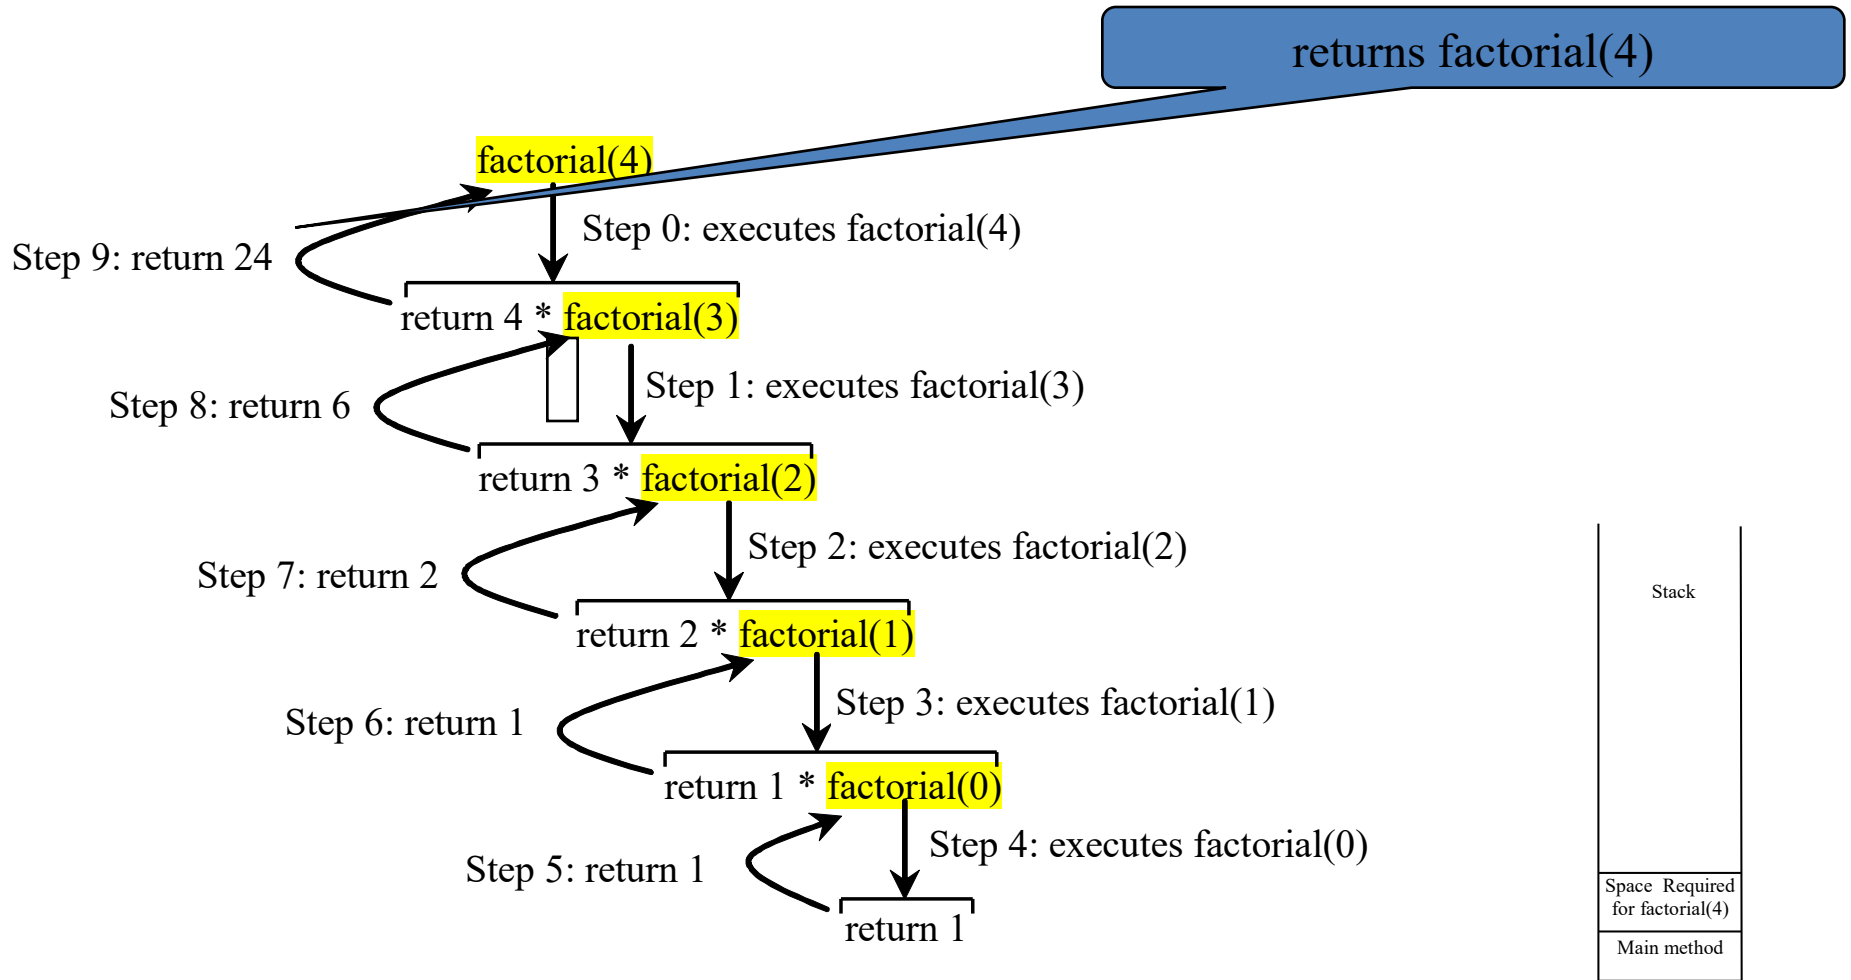 returns factorial(4)
factorial(4)
Step 0: executes factorial(4)
Step 9: return 24
return 4 * factorial(3)
Step 1: executes factorial(3)
Step 8: return 6
return 3 * factorial(2)
Step 2: executes factorial(2)
Step 7: return 2
Stack
return 2 * factorial(1)
Step 3: executes factorial(1)
Step 6: return 1
return 1 * factorial(0)
Step 4: executes factorial(0)
Step 5: return 1
return 1
Space Required
for factorial(4)
Main method